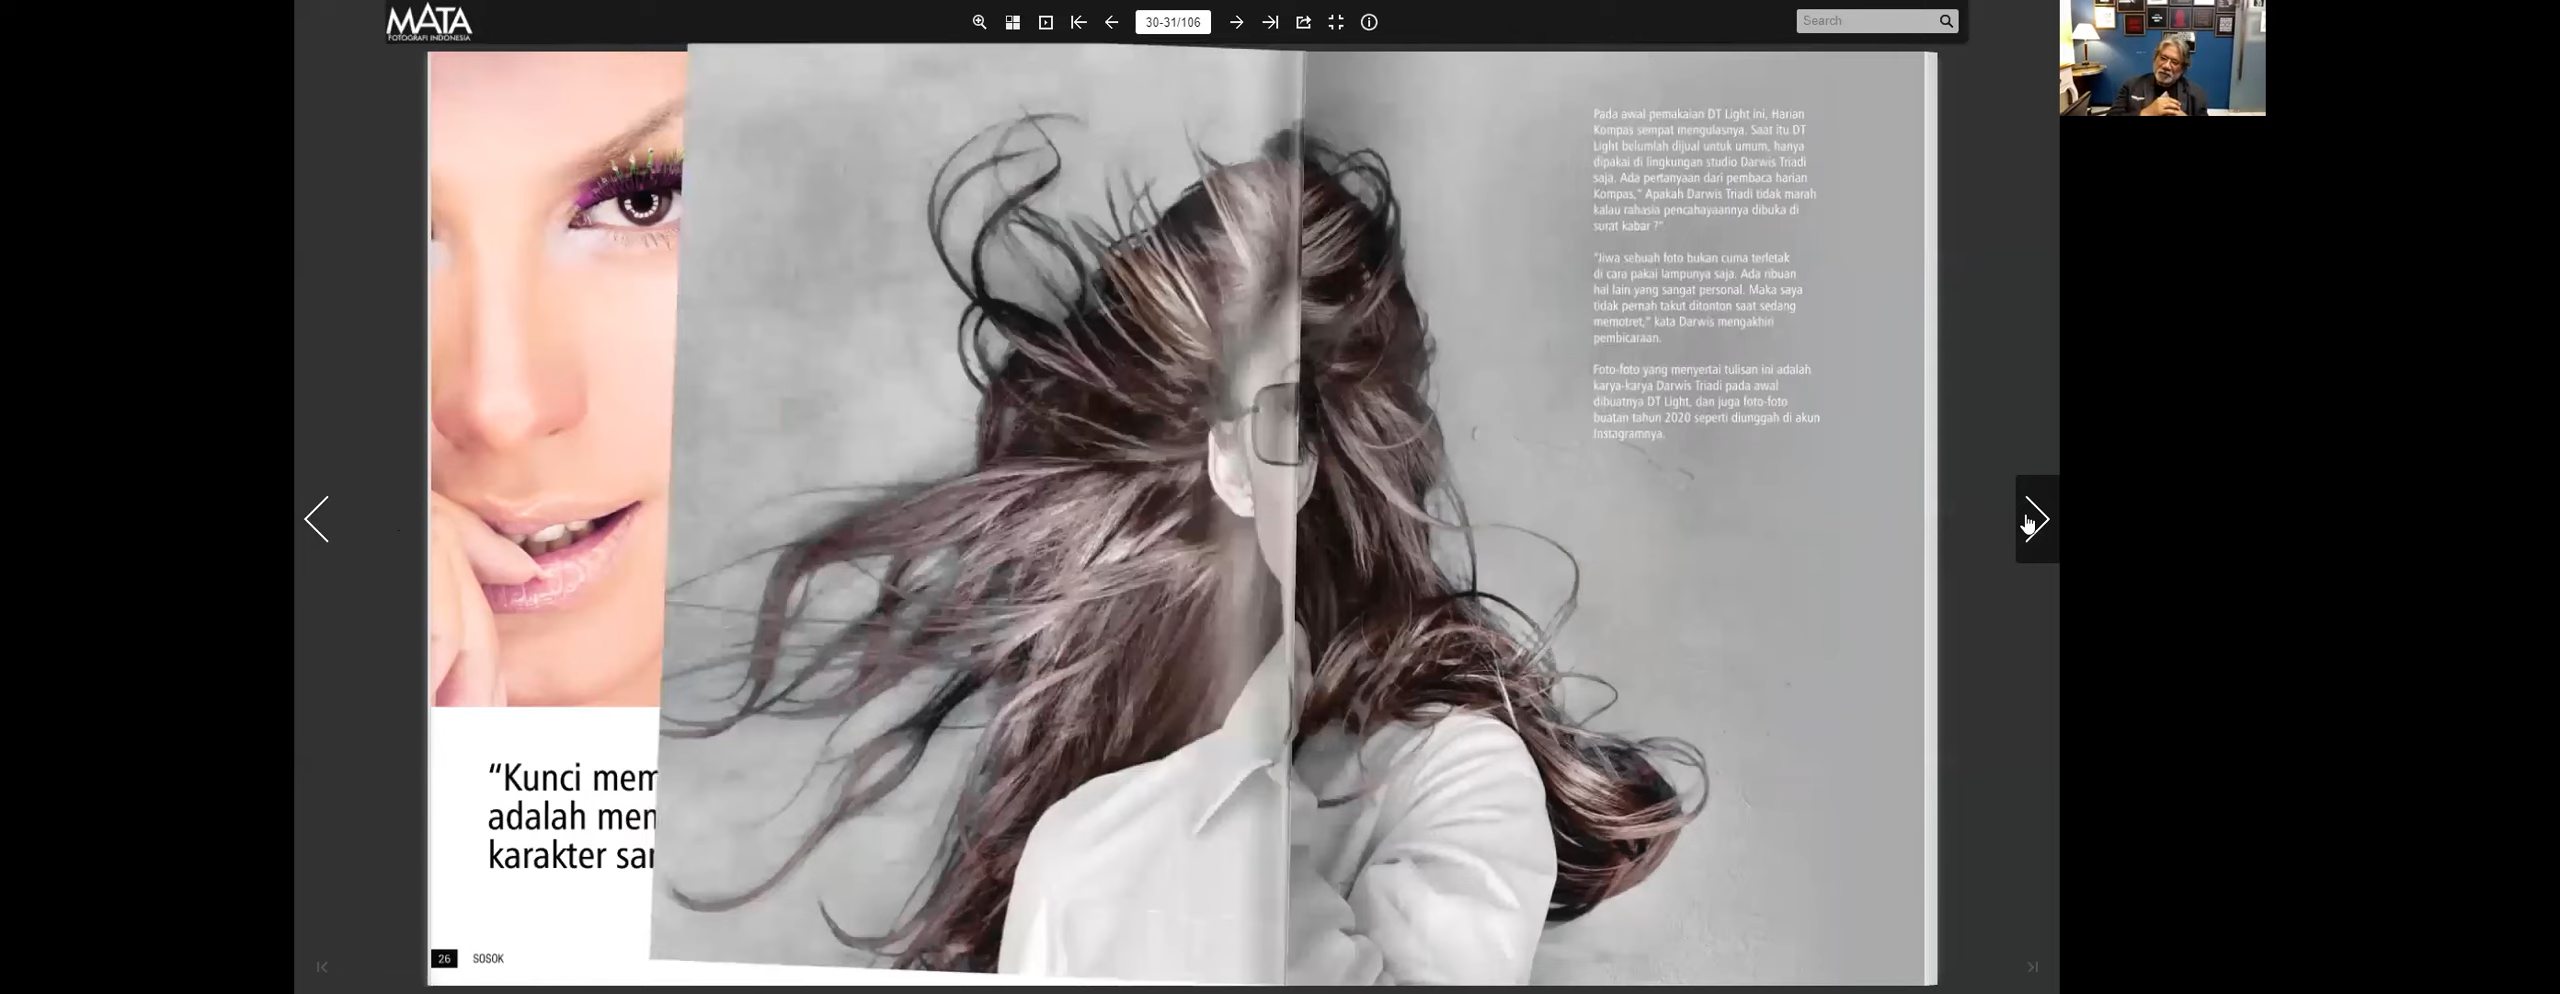 MATA
FOTOGRAFI INDONESIA
30-31/106
Search
Pada awal pemakaian DT Light ini, Harian
Kompas sempat mengulasnya. Saat itu DT
Light belumlah dijual untuk umum, hanya
dipakai di lingkungan studio Darwis Triadi
saja. Ada pertanyaan dari pembaca harian
Kompas," Apakah Darwis Triadi tidak marah
kalau rahasia pencahayaannya dibuka di
surat kabar ?"
"Jiwa sebuah foto bukan cuma terletak
di cara pakai lampunya saja. Ada ribuan
hal lain yang sangat personal. Maka saya
tidak pernah takut ditonton saat sedang
memotret," kata Darwis mengakhiri
pembicaraan.
Foto-foto yang menyertai tulisan ini adalah
karya-karya Darwis Triadi pada awal
dibuatnya DT Light, dan juga foto-foto
buatan tahun 2020 seperti diunggah di akun
Instagramnya.
“Kunci mem
adalah men
karakter sar
26 SOSOK